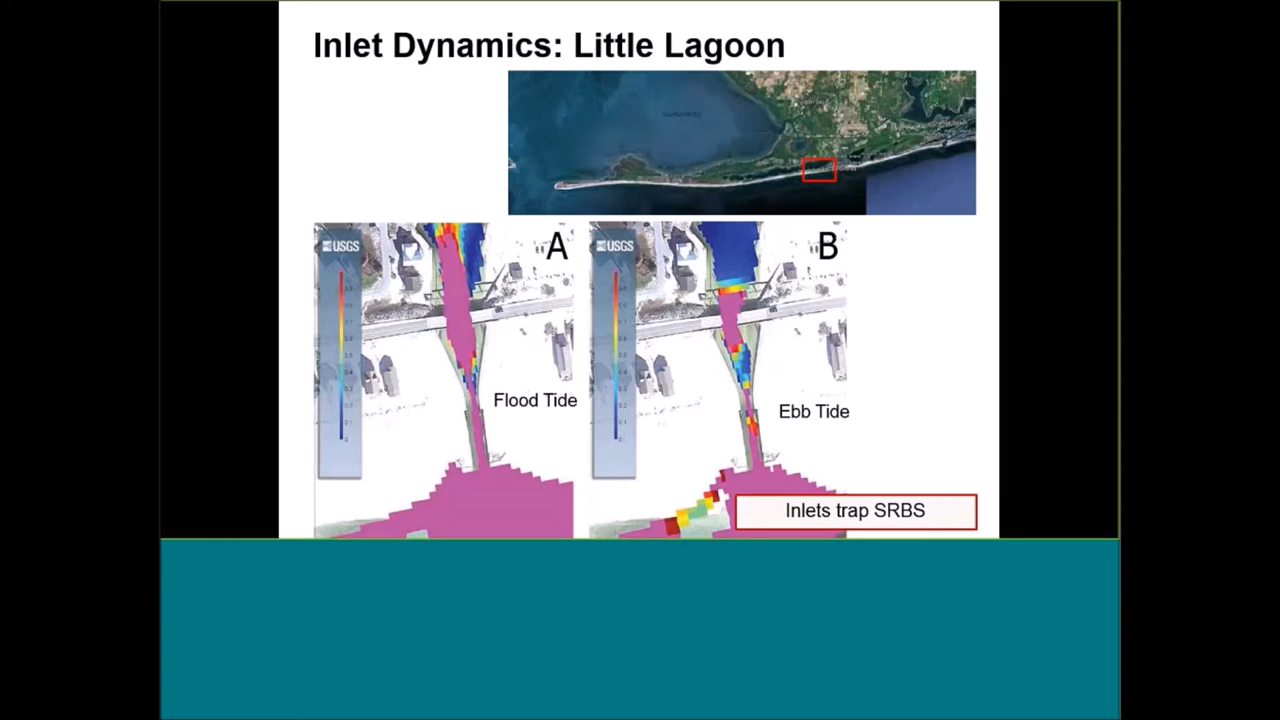 Inlet Dynamics: Little Lagoon
USGS
A
USGS
B
Flood Tide
Ebb Tide
Inlets trap SRBS